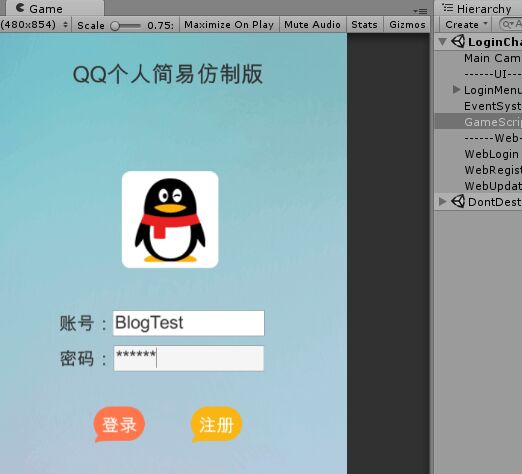 Game
Hierarchy
(480x854)
Scale
0.75:
Maximize On Play
Mute Audio
Stats
Gizmos
Create
QQ个人简易仿制版
账号：
BlogTest
密码：
******
登录
注册
LoginCha
Main Cam
------UI---
LoginMenu
EventSyst
GameScrip
------Web-
WebLogin
WebRegist
WebUpdat
DontDest